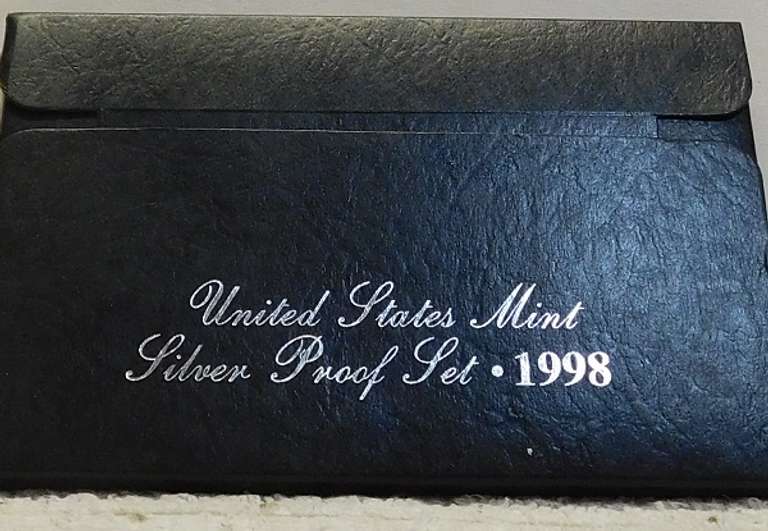 United States Mint
Silver Proof Set • 1998